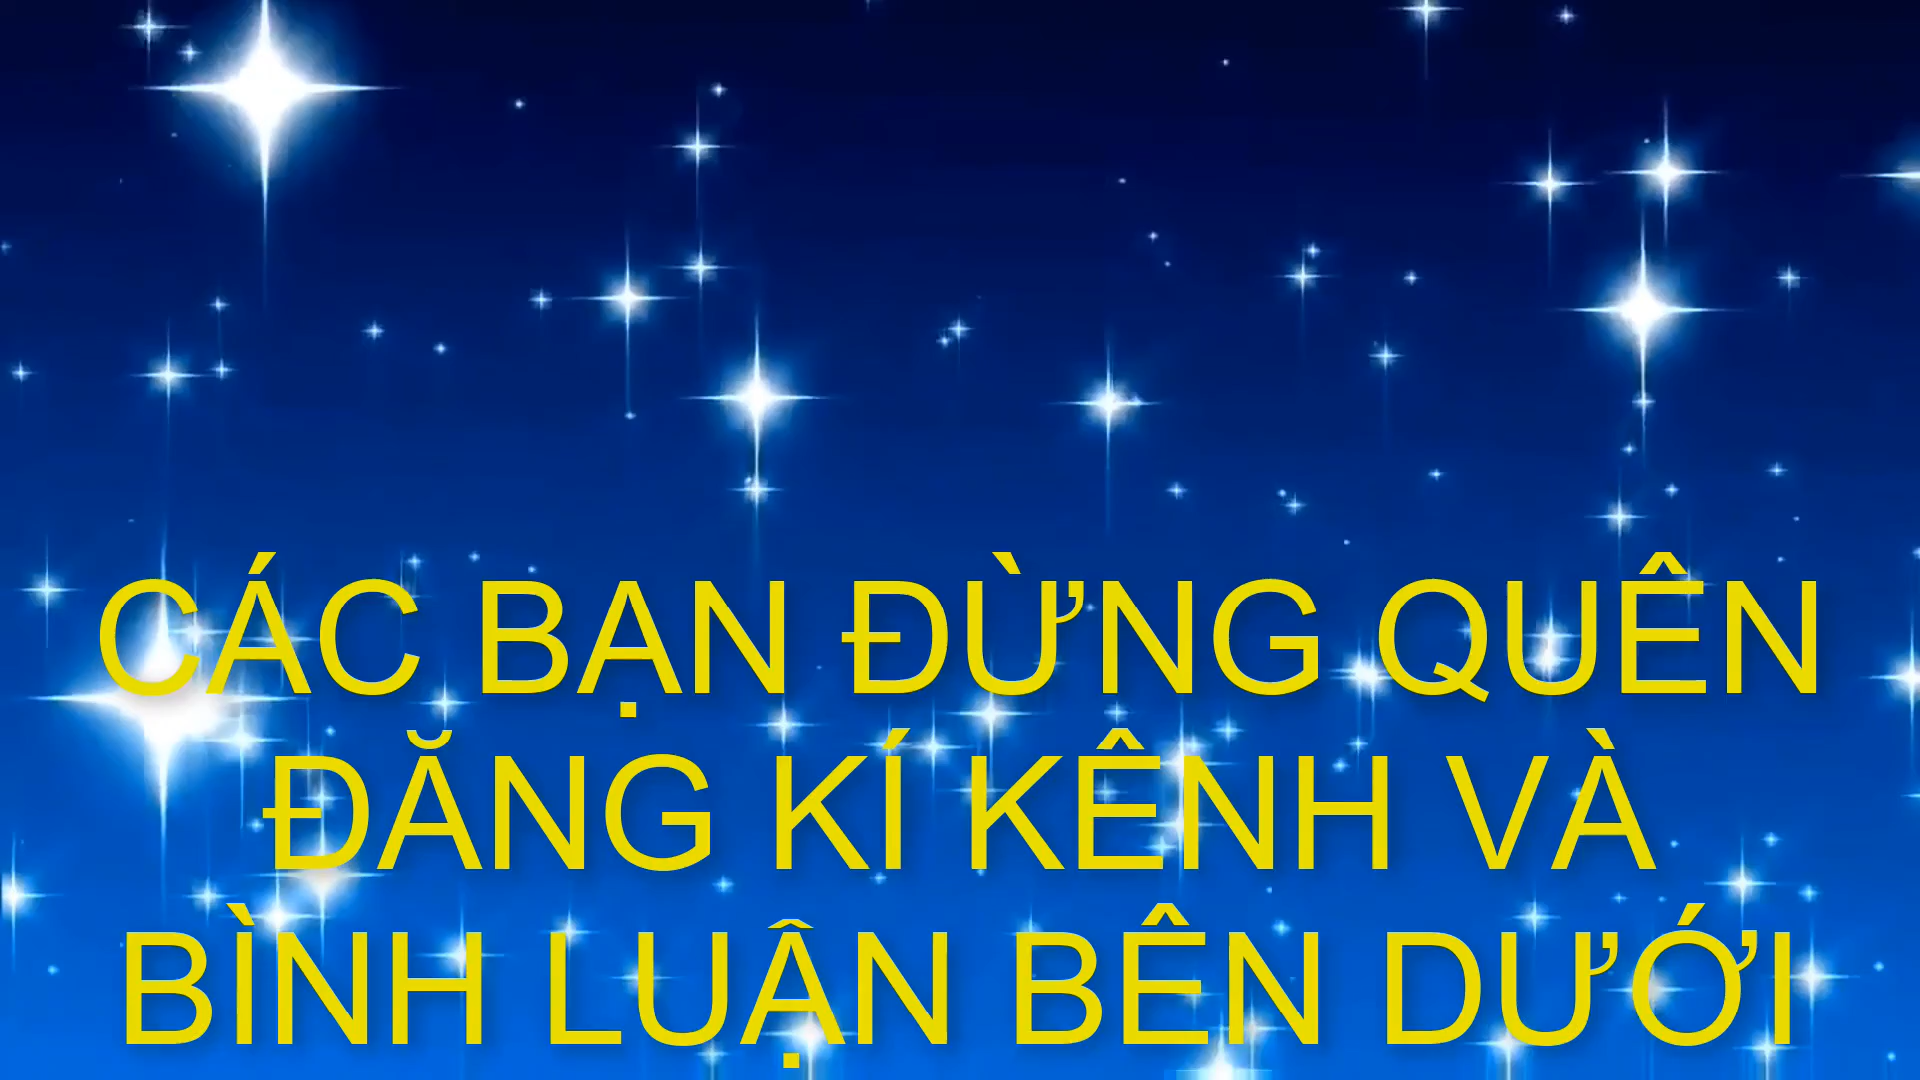 CÁC BẠN ĐỪNG QUÊN
ĐĂNG KÍ KÊNH VÀ
BÌNH LUẬN BÊN DƯỚI